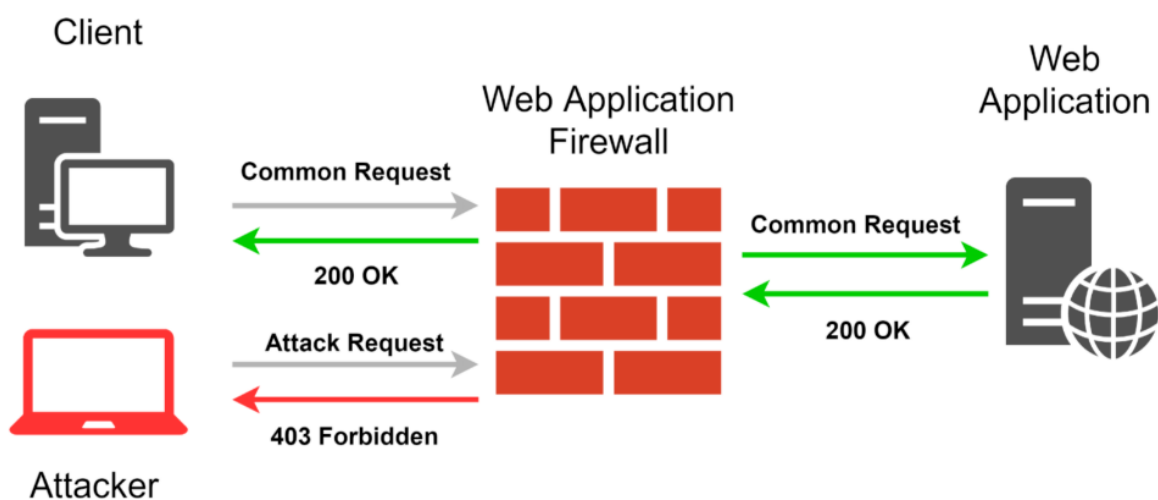 Client
Common Request
200 OK
Attack Request
403 Forbidden
Attacker
Web Application
Firewall
Common Request
200 OK
Web
Application